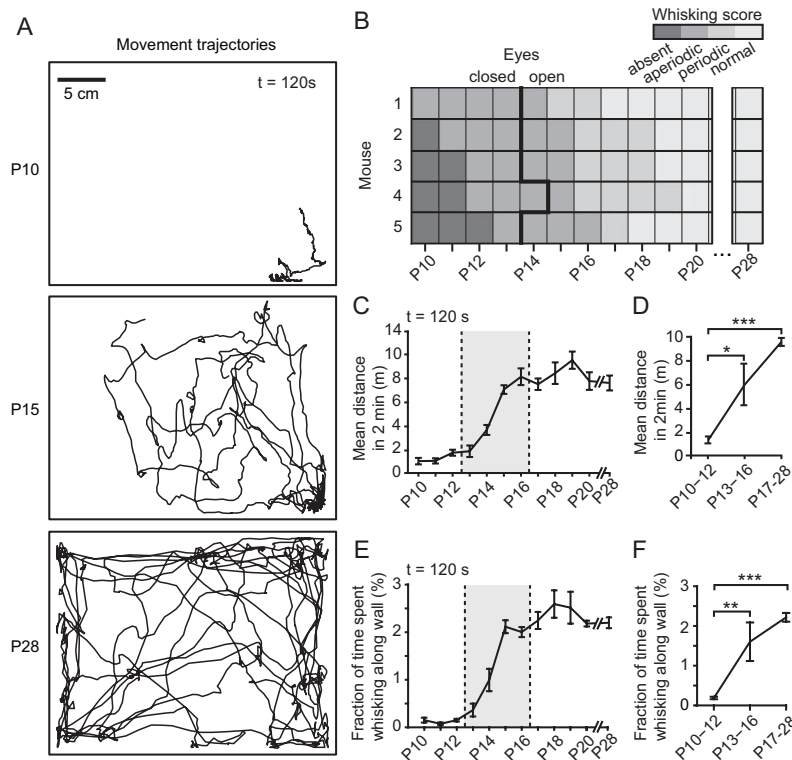 A
Movement trajectories
5 cm
t = 120s
P10
P15
P28
B
Whisking score
absent
aperiodic
periodic
normal
Eyes
closed open
Mouse
1
2
3
4
5
P10
P12
P14
P16
P18
P20
...
P28
C
t = 120 s
Mean distance
in 2 min (m)
14
12
10
8
6
4
2
0
P10
P12
P14
P16
P18
P20
P28
D
***
*
Mean distance
in 2min (m)
10
8
6
4
2
0
P10–12
P13–16
P17-28
E
t = 120 s
Fraction of time spent
whisking along wall (%)
3
2
1
0
P10
P12
P14
P16
P18
P20
P28
F
***
**
Fraction of time spent
whisking along wall (%)
3
2
1
0
P10–12
P13–16
P17-28